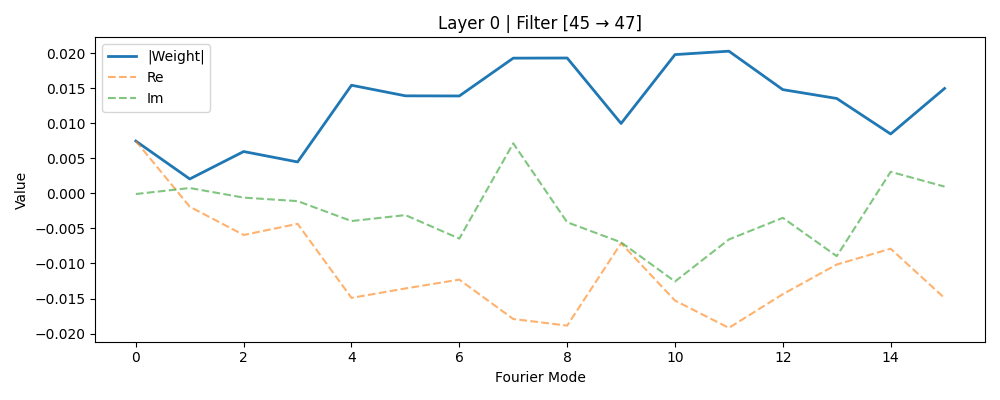 Layer 0 | Filter [45 → 47]
|Weight|
Re
Im
0.020
0.015
0.010
0.005
0.000
−0.005
−0.010
−0.015
−0.020
Value
0 2 4 6 8 10 12 14
Fourier Mode